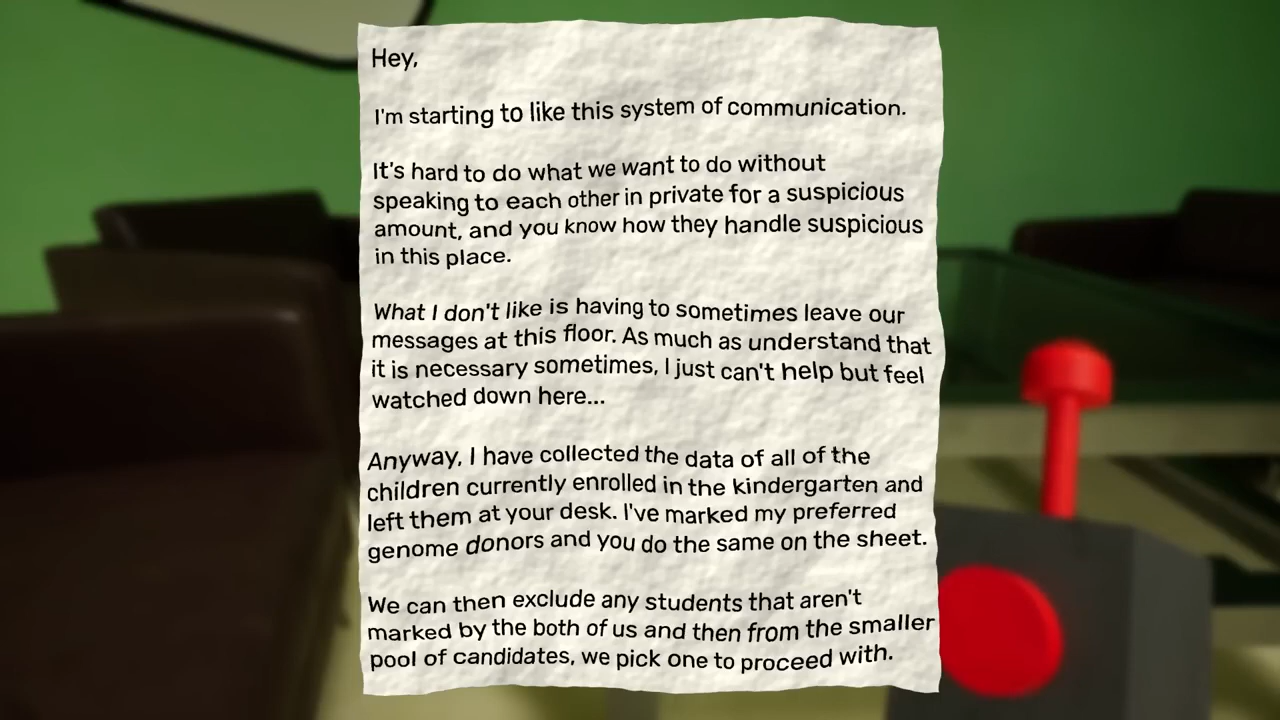 Hey,
I'm starting to like this system of communication.
It's hard to do what we want to do without
speaking to each other in private for a suspicious
amount, and you know how they handle suspicious
in this place.
What I don't like is having to sometimes leave our
messages at this floor. As much as understand that
it is necessary sometimes, I just can't help but feel
watched down here...
Anyway, I have collected the data of all of the
children currently enrolled in the kindergarten and
left them at your desk. I've marked my preferred
genome donors and you do the same on the sheet.
We can then exclude any students that aren't
marked by the both of us and then from the smaller
pool of candidates, we pick one to proceed with.